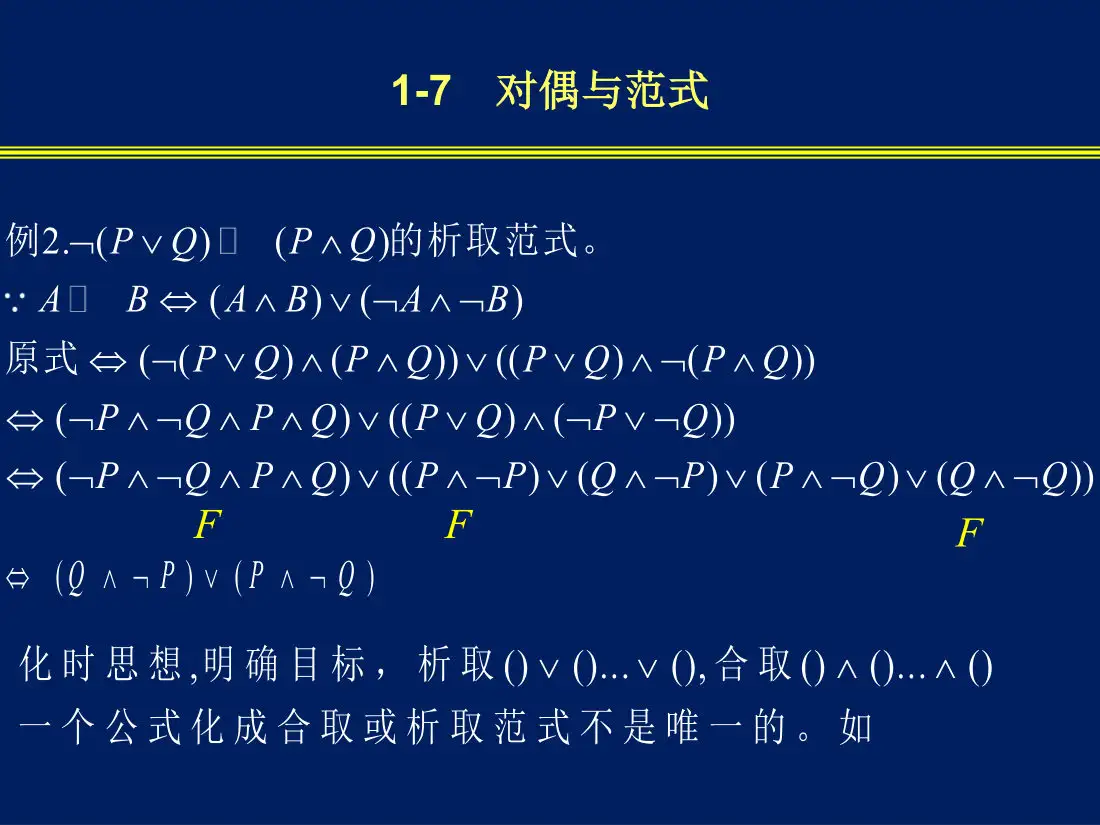 1-7 对偶与范式
例2.¬(P∨Q)▯ (P∧Q)的析取范式。
∵ A▯ B⇔(A∧B)∨(¬A∧¬B)
原式⇔(¬(P∨Q)∧(P∧Q))∨((P∨Q)∧¬(P∧Q))
⇔(¬P∧¬Q∧P∧Q)∨((P∨Q)∧(¬P∨¬Q))
⇔(¬P∧¬Q∧P∧Q)∨((P∧¬P)∨(Q∧¬P)∨(P∧¬Q)∨(Q∧¬Q))
F F F
⇔ (Q∧¬P)∨(P∧¬Q)
化时思想,明确目标，析取()∨()...∨(),合取()∧()...∧()
一个公式化成合取或析取范式不是唯一的。如